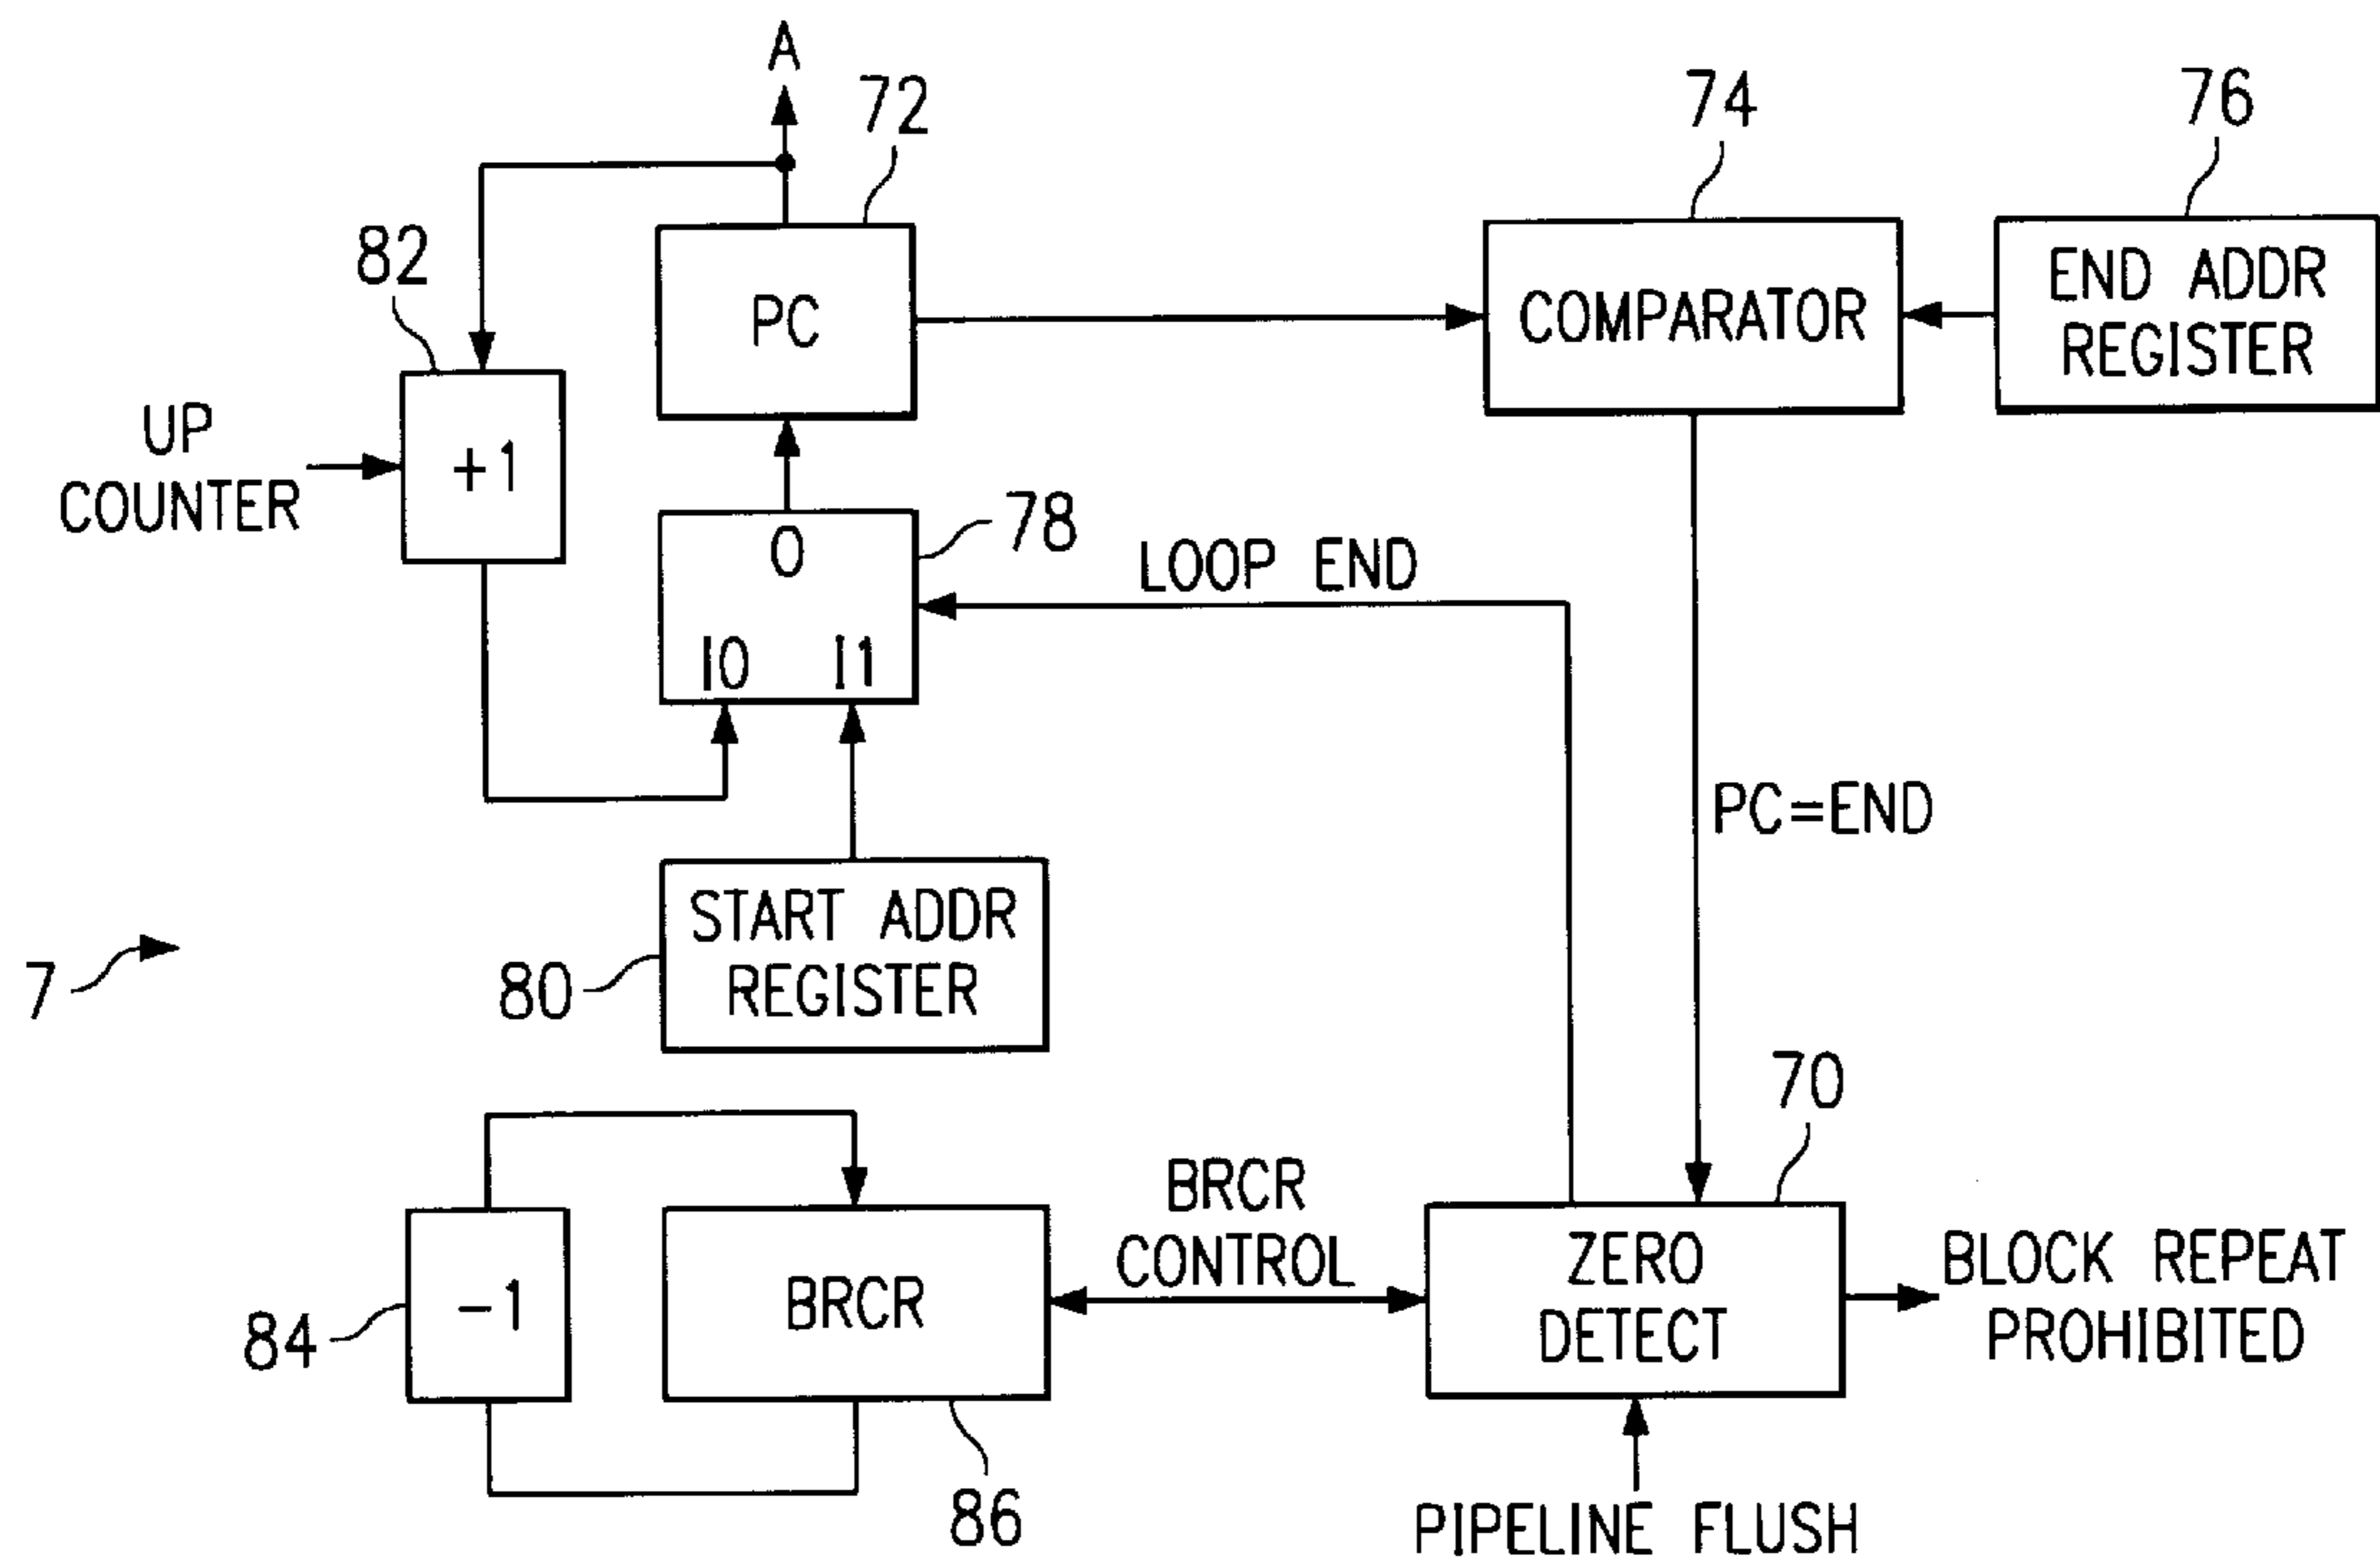 A
72
74
76
82
PC
COMPARATOR
END ADDR
REGISTER
UP
COUNTER
+1
78
O
I0 I1
LOOP END
PC=END
START ADDR
REGISTER
80
7
70
BRCR
CONTROL
84
-1
BRCR
ZERO
DETECT
BLOCK REPEAT
PROHIBITED
86
PIPELINE FLUSH